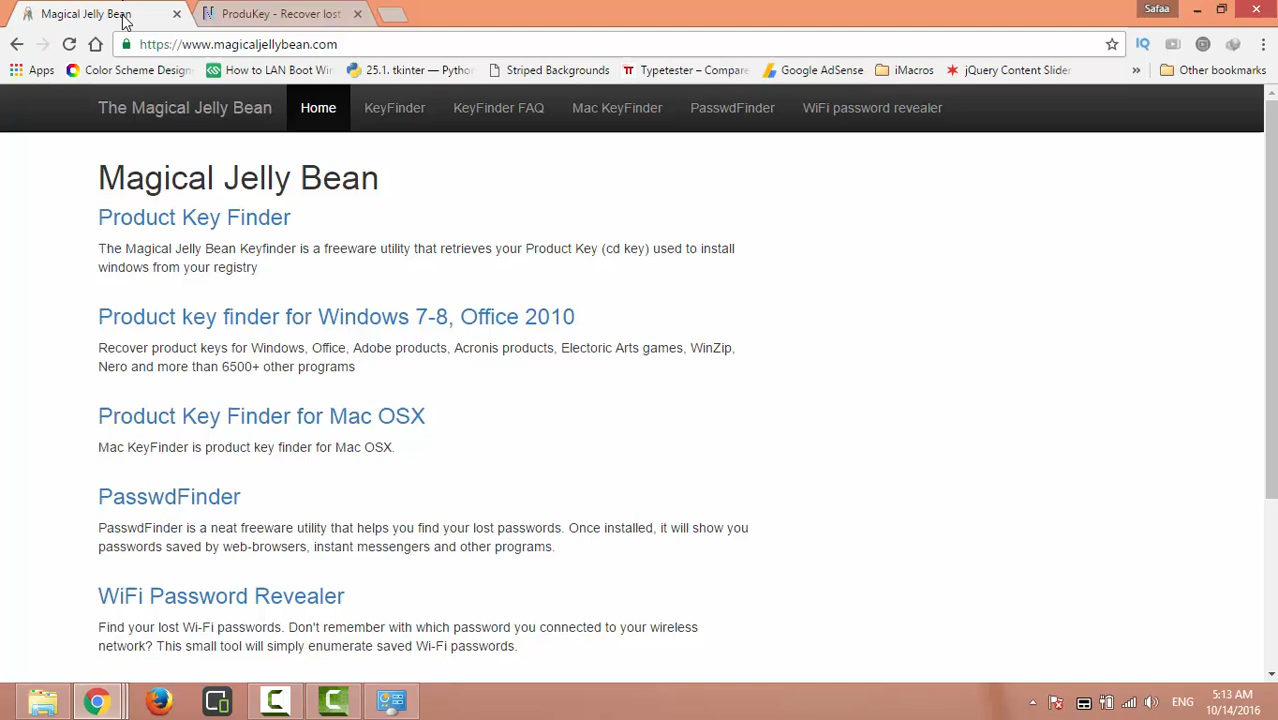 Magical Jelly Bean
ProduKey - Recover lost
Safaa
https://www.magicaljellybean.com
Apps
Color Scheme Design
How to LAN Boot Win
25.1. tkinter — Pytho
Striped Backgrounds
Typetester – Compare
Google AdSense
iMacros
jQuery Content Slider
»
Other bookmarks
The Magical Jelly Bean
Home
KeyFinder
KeyFinder FAQ
Mac KeyFinder
PasswdFinder
WiFi password revealer
Magical Jelly Bean
Product Key Finder
The Magical Jelly Bean Keyfinder is a freeware utility that retrieves your Product Key (cd key) used to install
windows from your registry
Product key finder for Windows 7-8, Office 2010
Recover product keys for Windows, Office, Adobe products, Acronis products, Electoric Arts games, WinZip,
Nero and more than 6500+ other programs
Product Key Finder for Mac OSX
Mac KeyFinder is product key finder for Mac OSX.
PasswdFinder
PasswdFinder is a neat freeware utility that helps you find your lost passwords. Once installed, it will show you
passwords saved by web-browsers, instant messengers and other programs.
WiFi Password Revealer
Find your lost Wi-Fi passwords. Don't remember with which password you connected to your wireless
network? This small tool will simply enumerate saved Wi-Fi passwords.
ENG
5:13 AM
10/14/2016